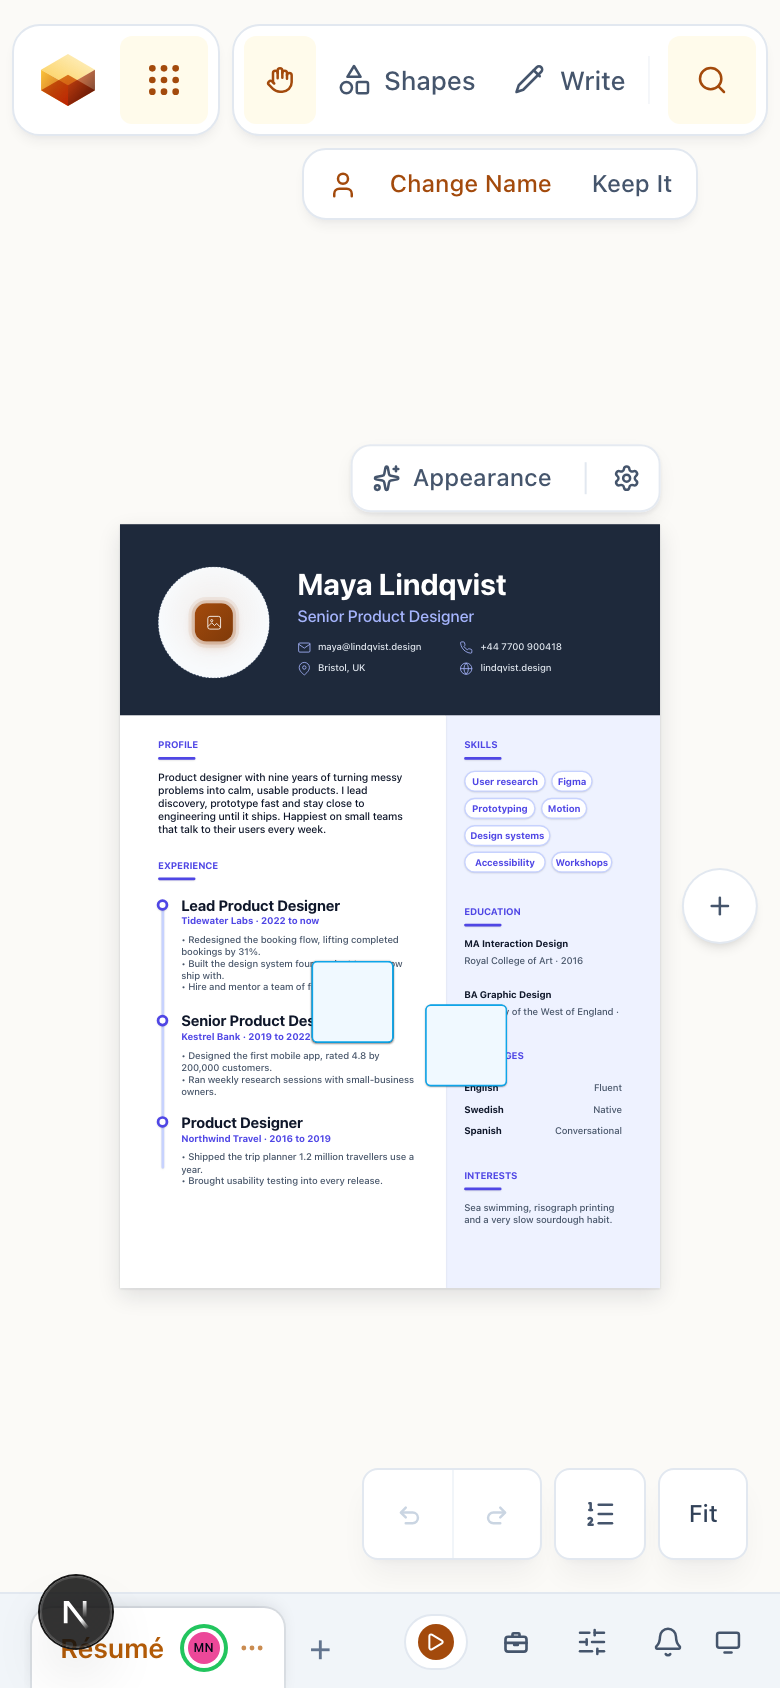 Shapes
Write
Change Name
Keep It
Appearance
Maya Lindqvist
Senior Product Designer
maya@lindqvist.design
+44 7700 900418
Bristol, UK
lindqvist.design
PROFILE
Product designer with nine years of turning messy
problems into calm, usable products. I lead
discovery, prototype fast and stay close to
engineering until it ships. Happiest on small teams
that talk to their users every week.
EXPERIENCE
Lead Product Designer
Tidewater Labs · 2022 to now
• Redesigned the booking flow, lifting completed
bookings by 31%.
• Built the design system
ship with.
• Hire and mentor a team of
Senior Product
Kestrel Bank · 2019 to 2022
• Designed the first mobile app, rated 4.8 by
200,000 customers.
• Ran weekly research sessions with small-business
owners.
Product Designer
Northwind Travel · 2016 to 2019
• Shipped the trip planner 1.2 million travellers use a
year.
• Brought usability testing into every release.
SKILLS
User research
Figma
Prototyping
Motion
Design systems
Accessibility
Workshops
EDUCATION
MA Interaction Design
Royal College of Art · 2016
BA Graphic Design
of the West of England ·
English
Fluent
Swedish
Native
Spanish
Conversational
INTERESTS
Sea swimming, risograph printing
and a very slow sourdough habit.
Fit
N
Résumé
MN